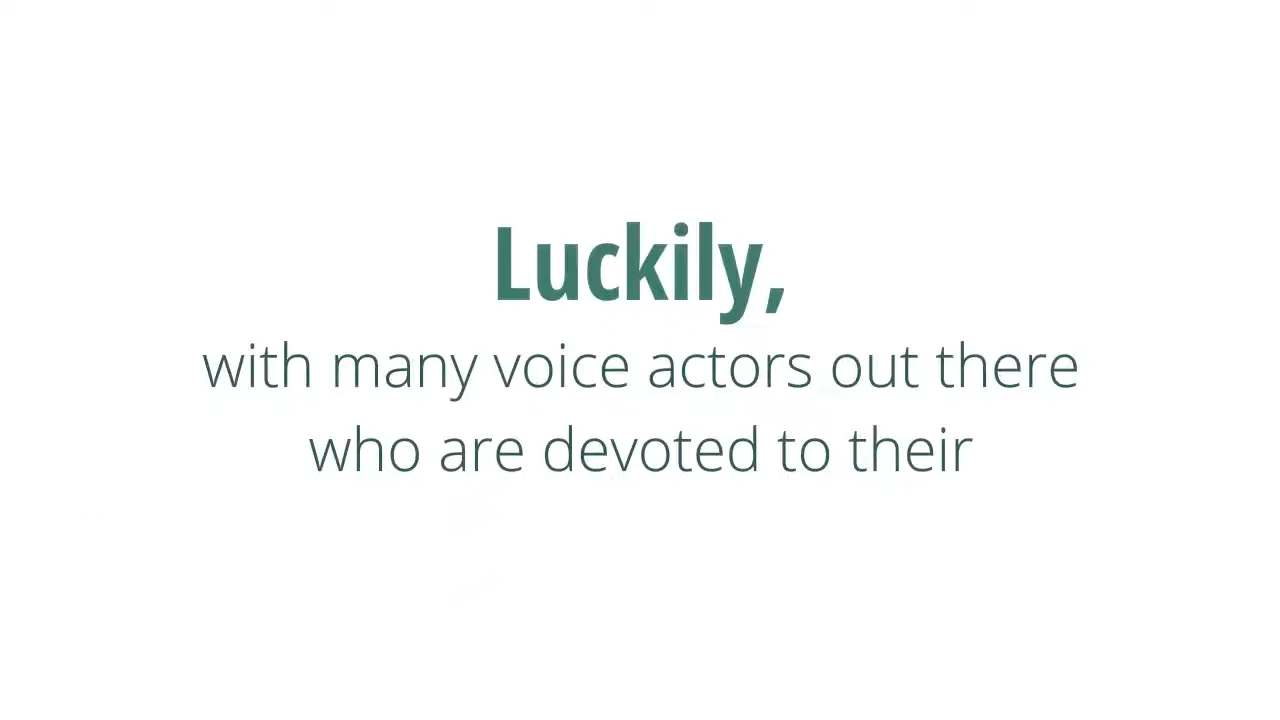 Luckily,
with many voice actors out there
who are devoted to their